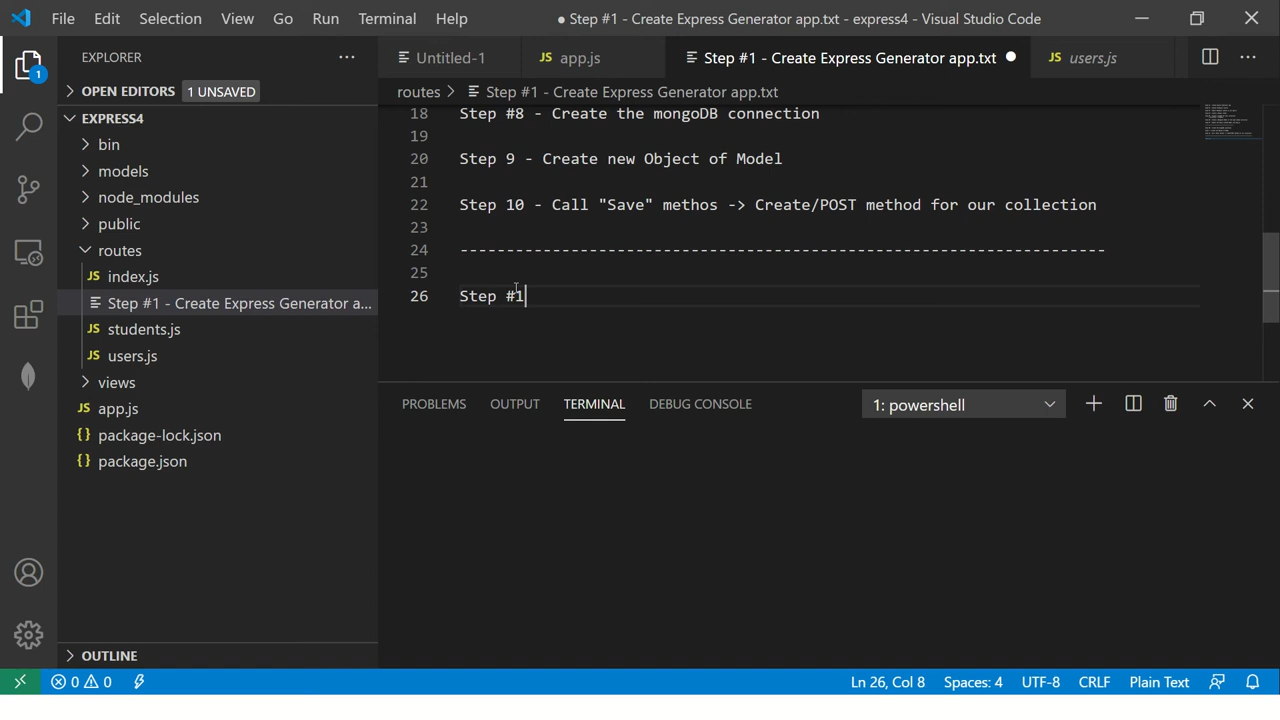 File Edit Selection View Go Run Terminal Help ● Step #1 - Create Express Generator app.txt - express4 - Visual Studio Code
EXPLORER
Untitled-1 JS app.js Step #1 - Create Express Generator app.txt JS users.js
1
OPEN EDITORS 1 UNSAVED
routes > Step #1 - Create Express Generator app.txt
EXPRESS4
bin
models
node_modules
public
routes
JS index.js
Step #1 - Create Express Generator a...
JS students.js
JS users.js
views
JS app.js
{} package-lock.json
{} package.json
OUTLINE
18 Step #8 - Create the mongoDB connection
19
20 Step 9 - Create new Object of Model
21
22 Step 10 - Call "Save" methos -> Create/POST method for our collection
23
24 ----------------------------------------------------------------------
25
26 Step #1
PROBLEMS OUTPUT TERMINAL DEBUG CONSOLE 1: powershell
0 0 Ln 26, Col 8 Spaces: 4 UTF-8 CRLF Plain Text